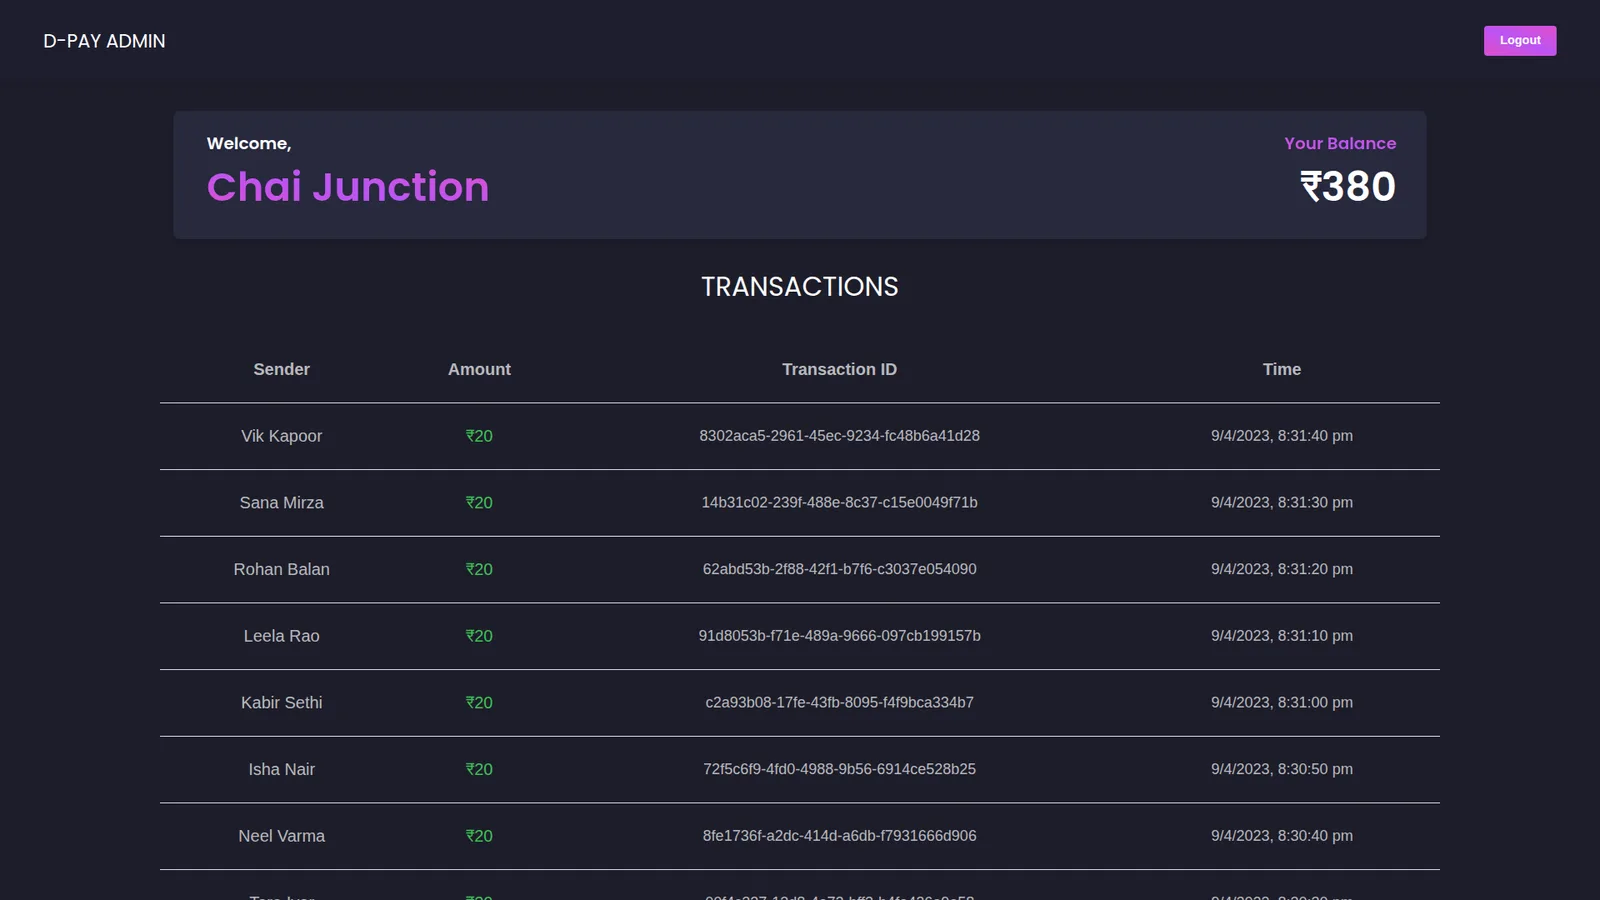 D-PAY ADMIN
Logout
Welcome,
Your Balance
Chai Junction
₹380
TRANSACTIONS
Sender Amount Transaction ID Time
Vik Kapoor ₹20 8302aca5-2961-45ec-9234-fc48b6a41d28 9/4/2023, 8:31:40 pm
Sana Mirza ₹20 14b31c02-239f-488e-8c37-c15e0049f71b 9/4/2023, 8:31:30 pm
Rohan Balan ₹20 62abd53b-2f88-42f1-b7f6-c3037e054090 9/4/2023, 8:31:20 pm
Leela Rao ₹20 91d8053b-f71e-489a-9666-097cb199157b 9/4/2023, 8:31:10 pm
Kabir Sethi ₹20 c2a93b08-17fe-43fb-8095-f4f9bca334b7 9/4/2023, 8:31:00 pm
Isha Nair ₹20 72f5c6f9-4fd0-4988-9b56-6914ce528b25 9/4/2023, 8:30:50 pm
Neel Varma ₹20 8fe1736f-a2dc-414d-a6db-f7931666d906 9/4/2023, 8:30:40 pm